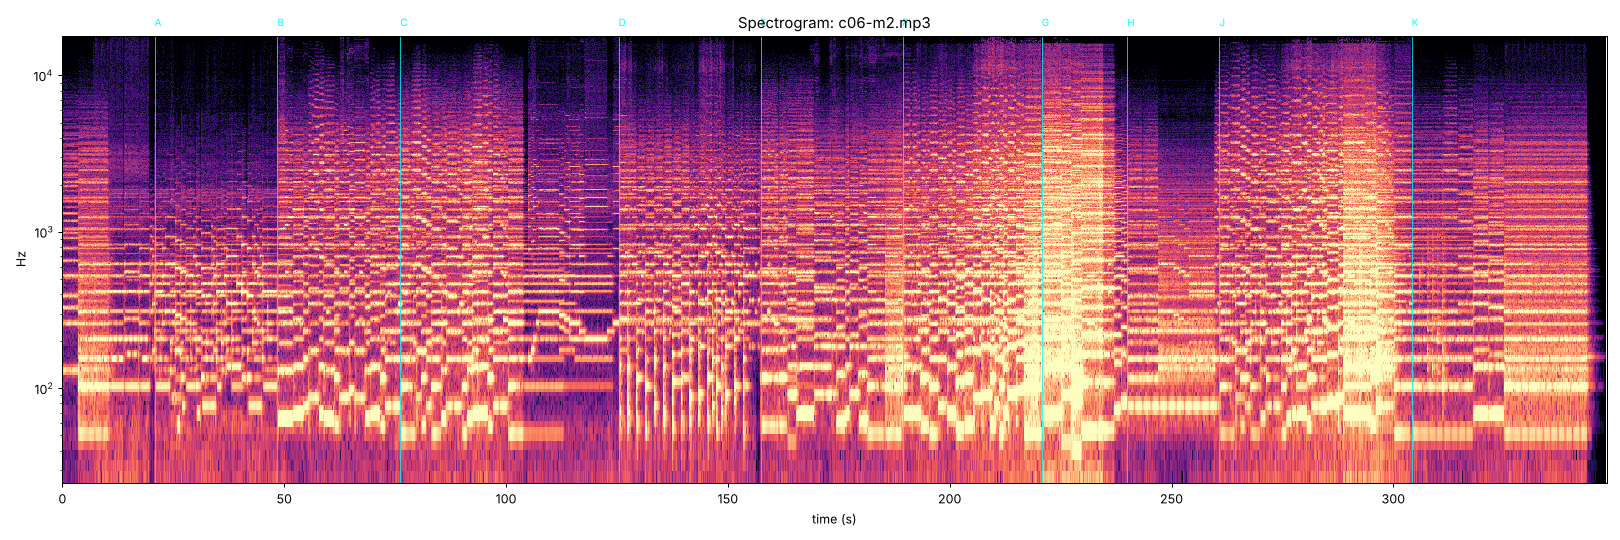 A B C D G H J K
Spectrogram: c06-m2.mp3
10⁴
10³
10²
Hz
0 50 100 150 200 250 300
time (s)